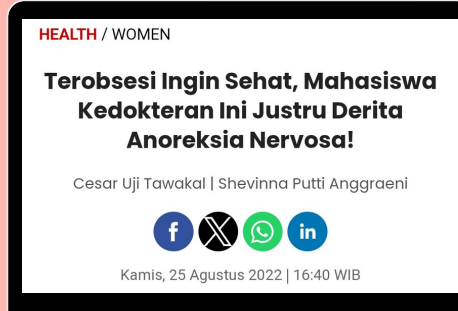 HEALTH / WOMEN
Terobsesi Ingin Sehat, Mahasiswa
Kedokteran Ini Justru Derita
Anoreksia Nervosa!
Cesar Uji Tawakal | Shevinna Putti Anggraeni
Kamis, 25 Agustus 2022 | 16:40 WIB